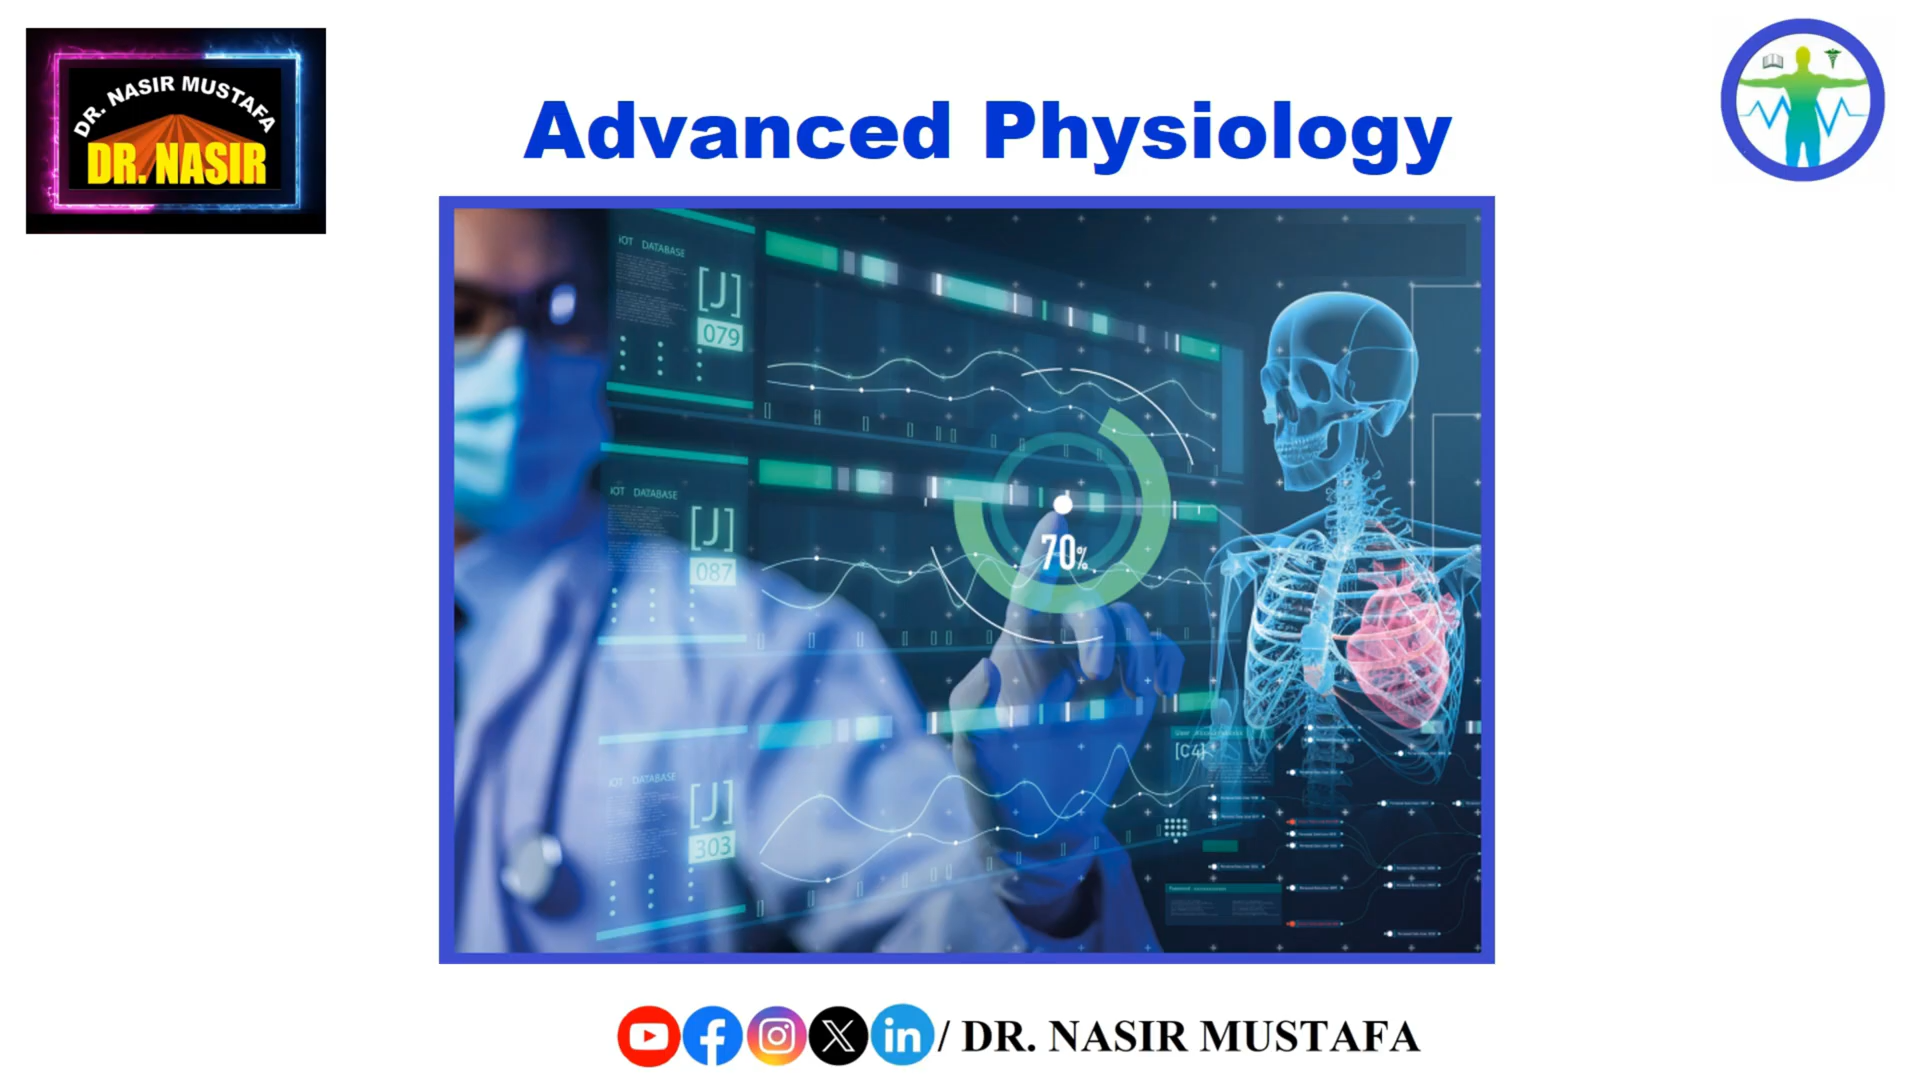 DR. NASIR MUSTAFA
DR. NASIR
Advanced Physiology
IOT DATABASE
[J]
079
IOT DATABASE
[J]
087
70%
[C4]
IOT DATABASE
[J]
303
/ DR. NASIR MUSTAFA